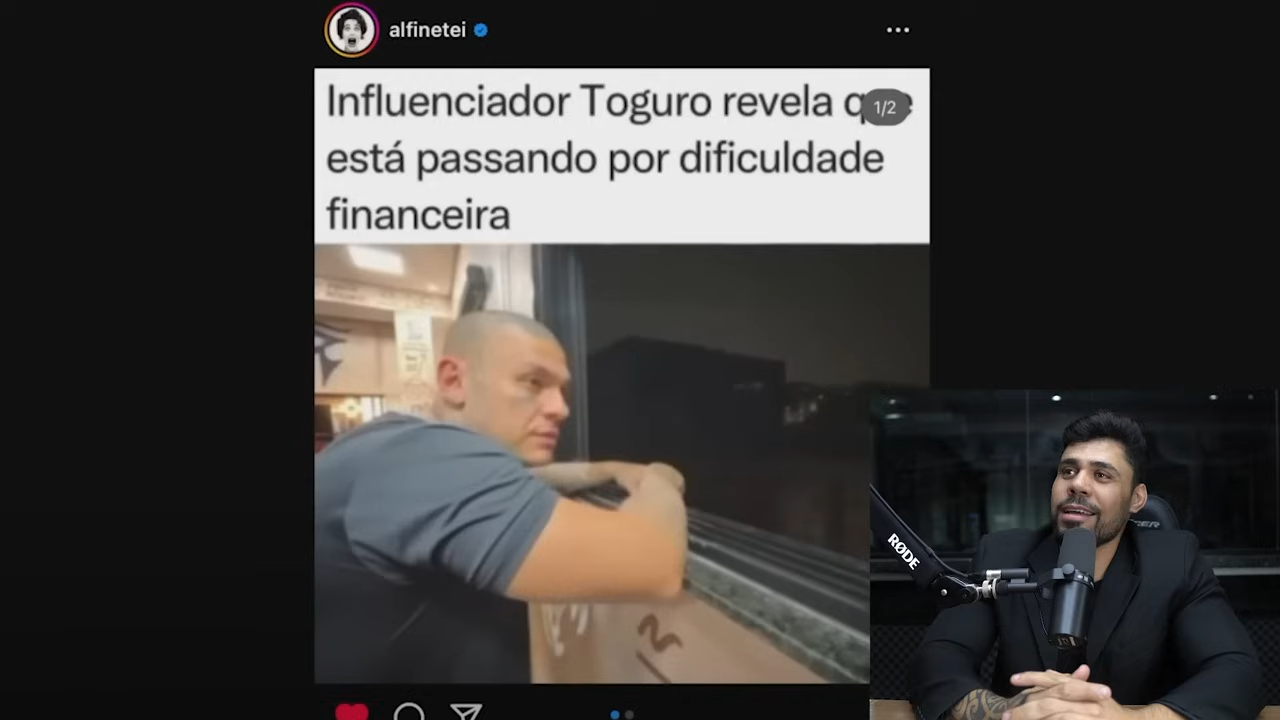 alfinetei
Influenciador Toguro revela
1/2
está passando por dificuldade
financeira
RØDE